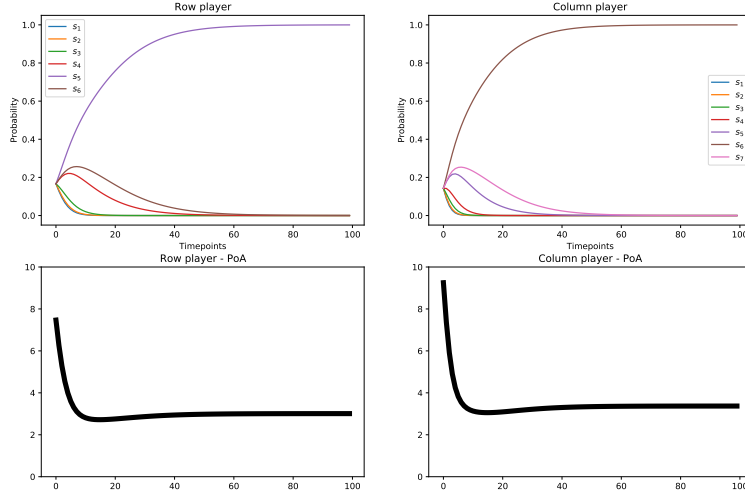 Row player
1.0
0.8
0.6
0.4
0.2
0.0
Probability
s1
s2
s3
s4
s5
s6
0
20
40
60
80
100
Timepoints
Column player
1.0
0.8
0.6
0.4
0.2
0.0
Probability
s1
s2
s3
s4
s5
s6
s7
0
20
40
60
80
100
Timepoints
Row player - PoA
10
8
6
4
2
0
0
20
40
60
80
100
Column player - PoA
10
8
6
4
2
0
0
20
40
60
80
100